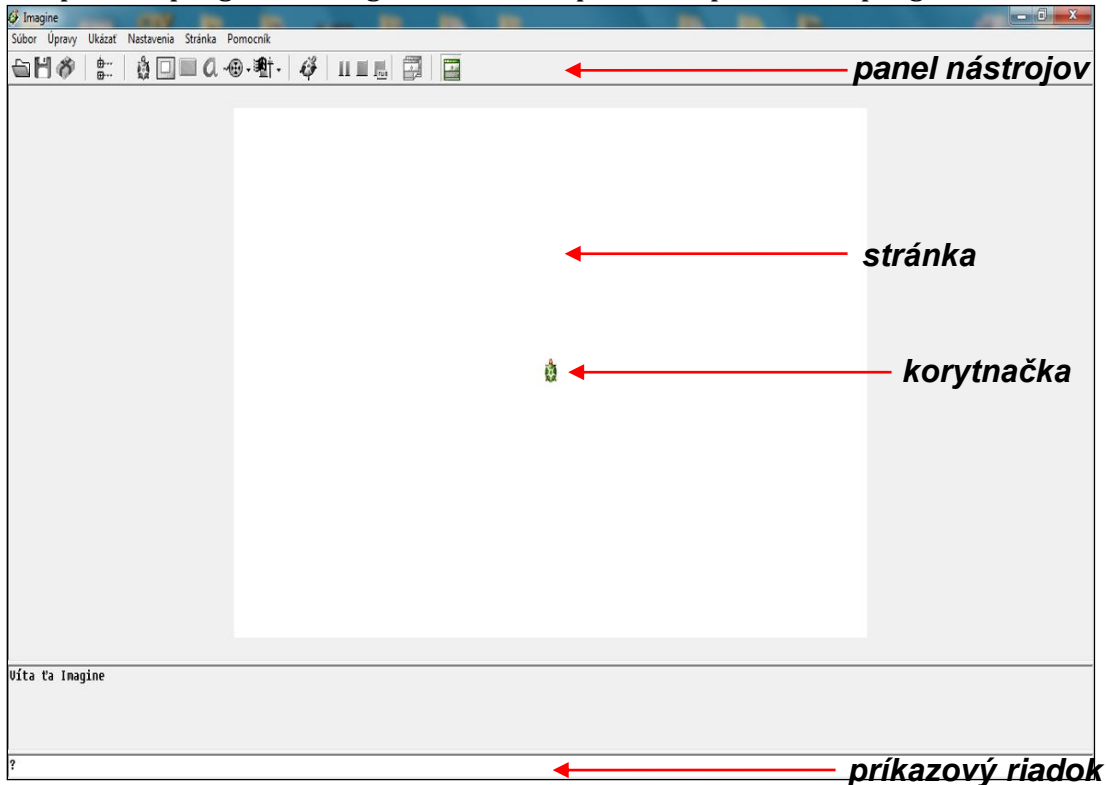 Imagine
Súbor Úpravy Ukázať Nastavenia Stránka Pomocník
panel nástrojov
stránka
korytnačka
Víta ťa Imagine
?
príkazový riadok